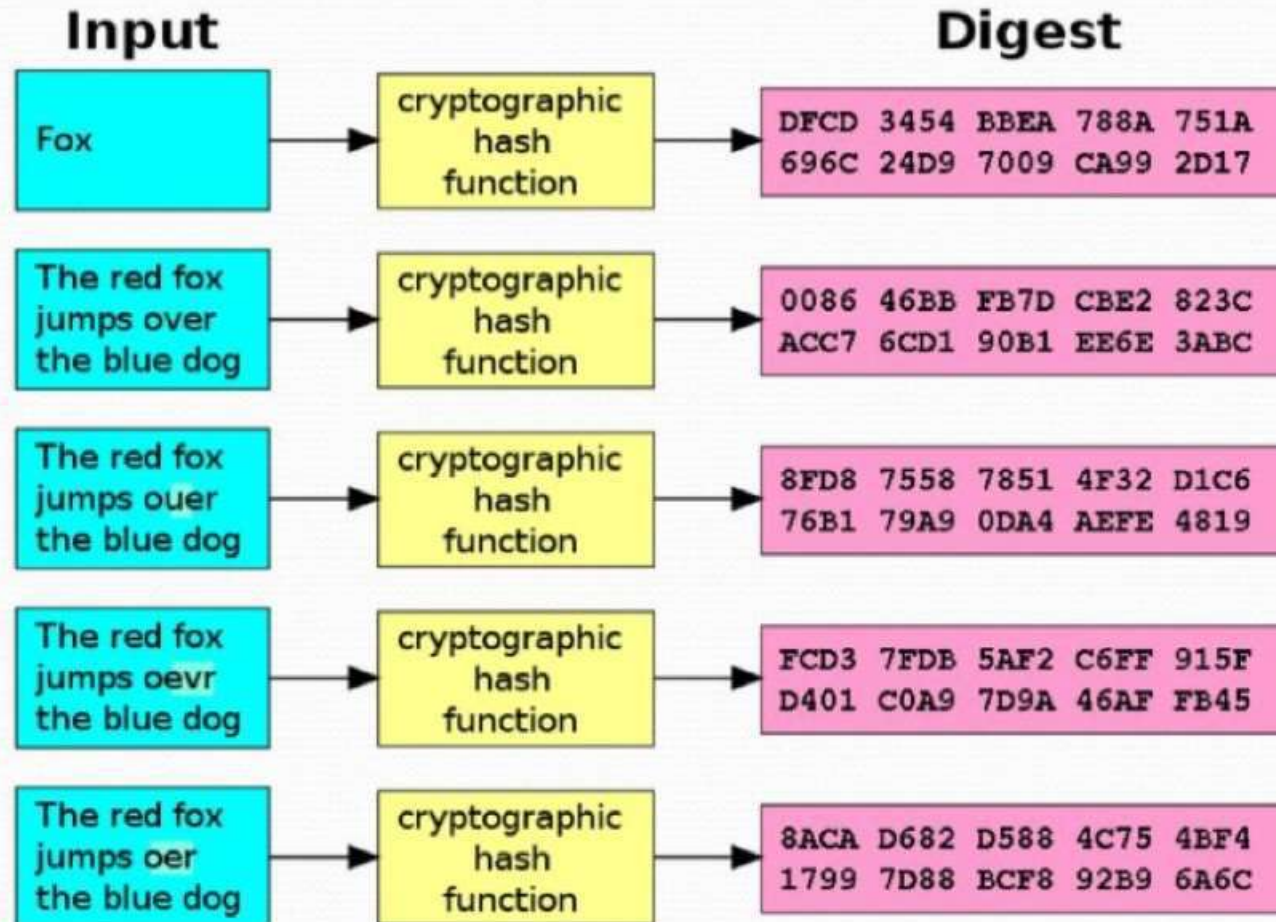 Input
Digest
Fox
cryptographic
hash
function
DFCD 3454 BBEA 788A 751A
696C 24D9 7009 CA99 2D17
The red fox
jumps over
the blue dog
cryptographic
hash
function
0086 46BB FB7D CBE2 823C
ACC7 6CD1 90B1 EE6E 3ABC
The red fox
jumps ouer
the blue dog
cryptographic
hash
function
8FD8 7558 7851 4F32 D1C6
76B1 79A9 0DA4 AEFE 4819
The red fox
jumps oevr
the blue dog
cryptographic
hash
function
FCD3 7FDB 5AF2 C6FF 915F
D401 C0A9 7D9A 46AF FB45
The red fox
jumps oer
the blue dog
cryptographic
hash
function
8ACA D682 D588 4C75 4BF4
1799 7D88 BCF8 92B9 6A6C